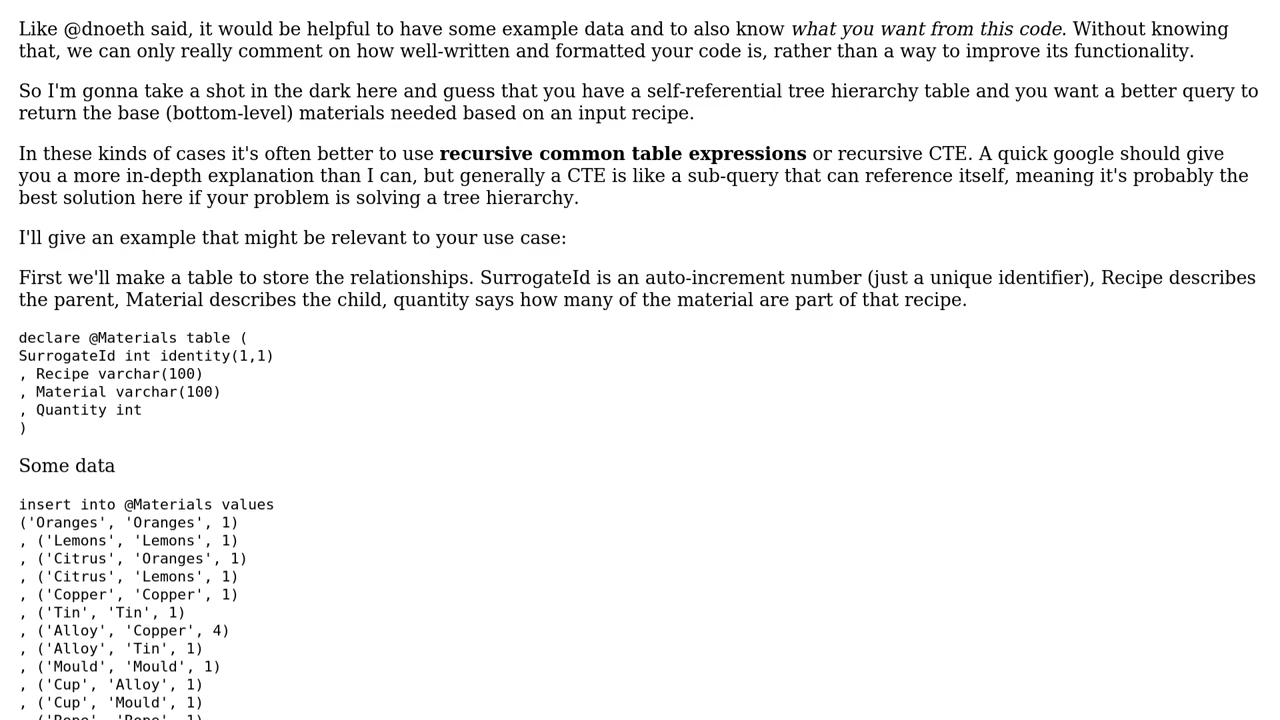 Like @dnoeth said, it would be helpful to have some example data and to also know what you want from this code. Without knowing
that, we can only really comment on how well-written and formatted your code is, rather than a way to improve its functionality.
So I'm gonna take a shot in the dark here and guess that you have a self-referential tree hierarchy table and you want a better query to
return the base (bottom-level) materials needed based on an input recipe.
In these kinds of cases it's often better to use recursive common table expressions or recursive CTE. A quick google should give
you a more in-depth explanation than I can, but generally a CTE is like a sub-query that can reference itself, meaning it's probably the
best solution here if your problem is solving a tree hierarchy.
I'll give an example that might be relevant to your use case:
First we'll make a table to store the relationships. SurrogateId is an auto-increment number (just a unique identifier), Recipe describes
the parent, Material describes the child, quantity says how many of the material are part of that recipe.
declare @Materials table (
SurrogateId int identity(1,1)
, Recipe varchar(100)
, Material varchar(100)
, Quantity int
)
Some data
insert into @Materials values
('Oranges', 'Oranges', 1)
, ('Lemons', 'Lemons', 1)
, ('Citrus', 'Oranges', 1)
, ('Citrus', 'Lemons', 1)
, ('Copper', 'Copper', 1)
, ('Tin', 'Tin', 1)
, ('Alloy', 'Copper', 4)
, ('Alloy', 'Tin', 1)
, ('Mould', 'Mould', 1)
, ('Cup', 'Alloy', 1)
, ('Cup', 'Mould', 1)